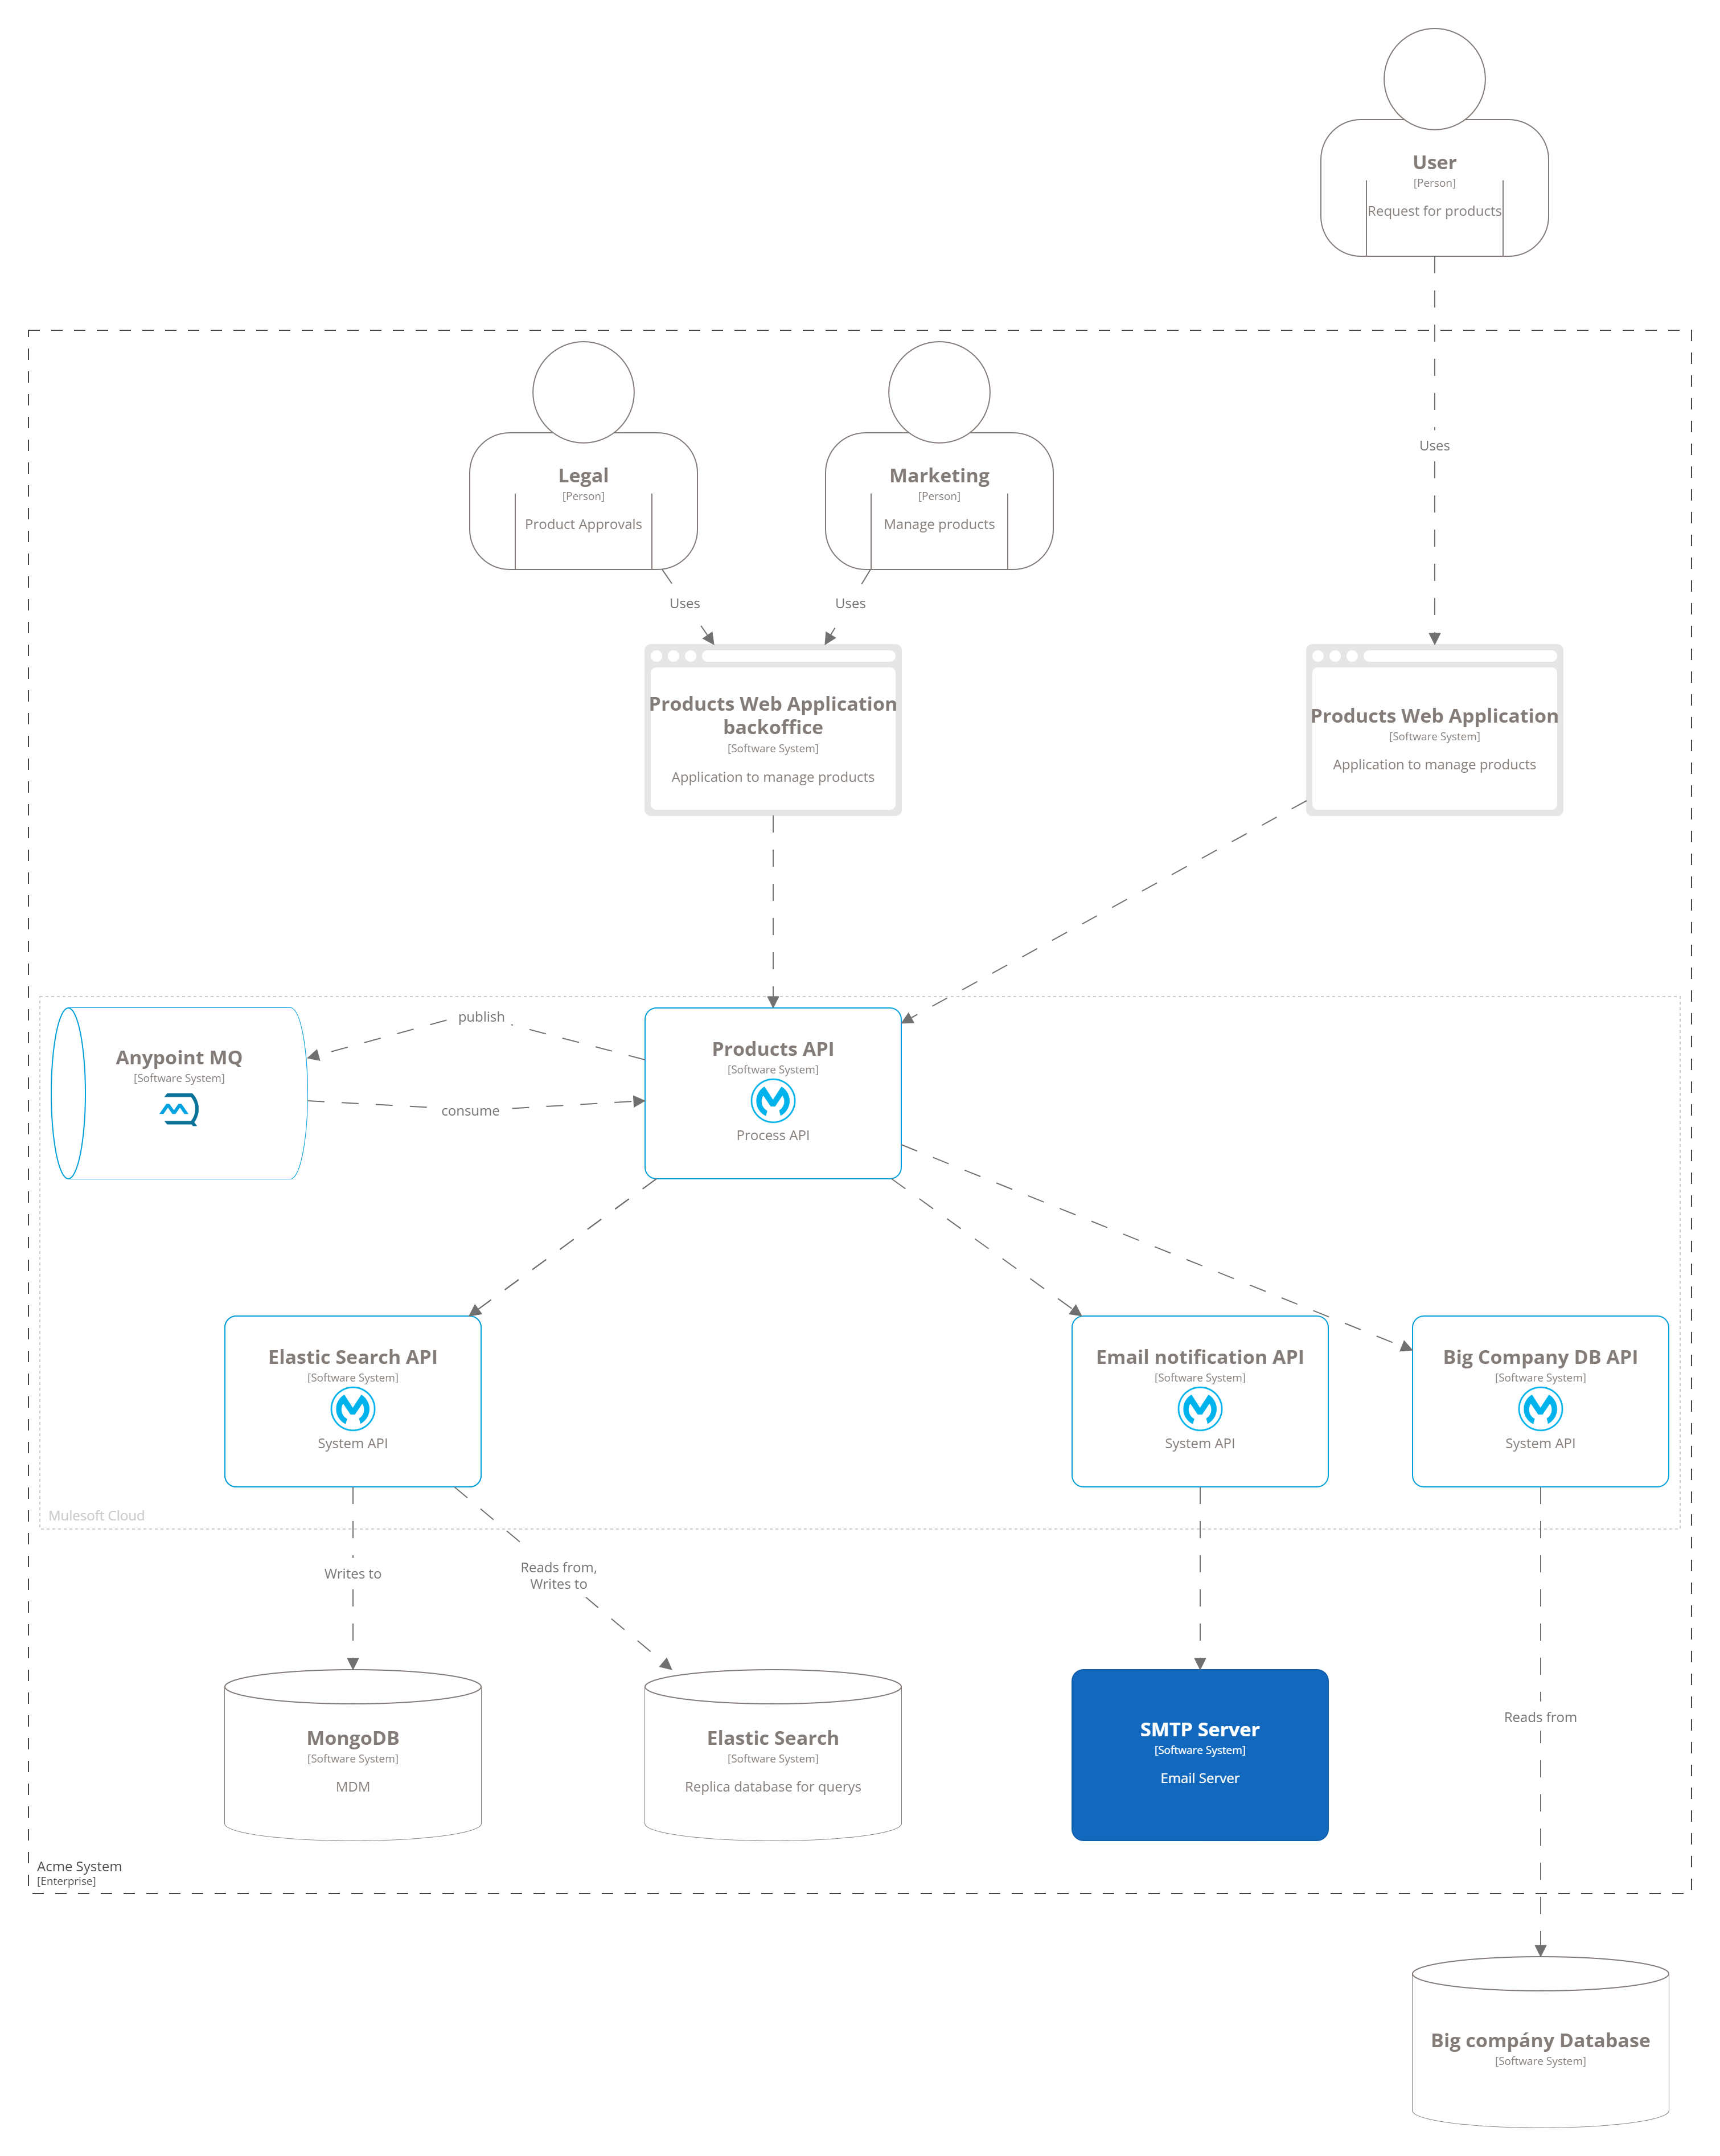 User
[Person]
Request for products
Uses
Legal
[Person]
Product Approvals
Marketing
[Person]
Manage products
Uses
Uses
Products Web Application
backoffice
[Software System]
Application to manage products
Products Web Application
[Software System]
Application to manage products
publish
consume
Anypoint MQ
[Software System]
Products API
[Software System]
Process API
Elastic Search API
[Software System]
System API
Email notification API
[Software System]
System API
Big Company DB API
[Software System]
System API
Mulesoft Cloud
Writes to
Reads from,
Writes to
Reads from
MongoDB
[Software System]
MDM
Elastic Search
[Software System]
Replica database for querys
SMTP Server
[Software System]
Email Server
Acme System
[Enterprise]
Big compány Database
[Software System]